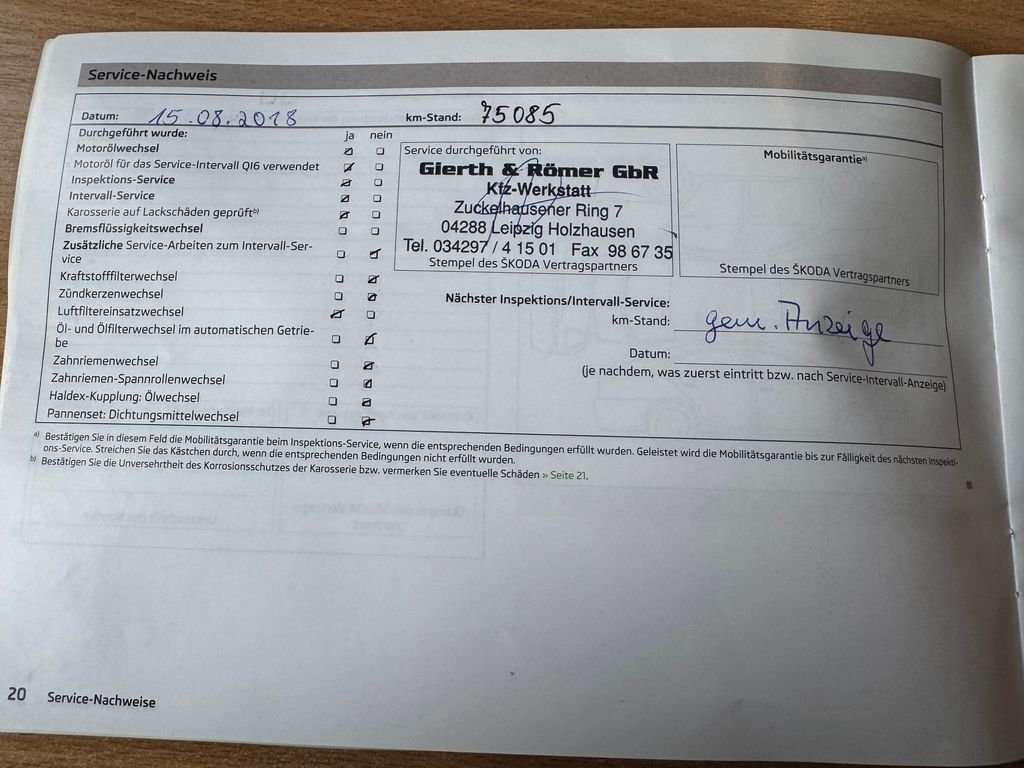 Service-Nachweis
Datum: 15.08.2018 km-Stand: 75085
Durchgeführt wurde: ja nein
Motorölwechsel
Motoröl für das Service-Intervall QI6 verwendet
Inspektions-Service
Intervall-Service
Karosserie auf Lackschäden geprüft b)
Bremsflüssigkeitswechsel
Zusätzliche Service-Arbeiten zum Intervall-Ser-
vice
Kraftstofffilterwechsel
Zündkerzenwechsel
Luftfiltereinsatzwechsel
Öl- und Ölfilterwechsel im automatischen Getrie-
be
Zahnriemenwechsel
Zahnriemen-Spannrollenwechsel
Haldex-Kupplung: Ölwechsel
Pannenset: Dichtungsmittelwechsel
Service durchgeführt von:
Gierth & Römer GbR
Kfz-Werkstatt
Zuckelhausener Ring 7
04288 Leipzig Holzhausen
Tel. 034297 / 4 15 01 Fax 98 67 35
Stempel des ŠKODA Vertragspartners
Mobilitätsgarantie a)
Stempel des ŠKODA Vertragspartners
Nächster Inspektions/Intervall-Service:
km-Stand: gem. Anzeige
Datum:
(je nachdem, was zuerst eintritt bzw. nach Service-Intervall-Anzeige)
a) Bestätigen Sie in diesem Feld die Mobilitätsgarantie beim Inspektions-Service, wenn die entsprechenden Bedingungen erfüllt wurden. Geleistet wird die Mobilitätsgarantie bis zur Fälligkeit des nächsten Inspekti-
ons-Service. Streichen Sie das Kästchen durch, wenn die entsprechenden Bedingungen nicht erfüllt wurden.
b) Bestätigen Sie die Unversehrtheit des Korrosionsschutzes der Karosserie bzw. vermerken Sie eventuelle Schäden » Seite 21.
20 Service-Nachweise